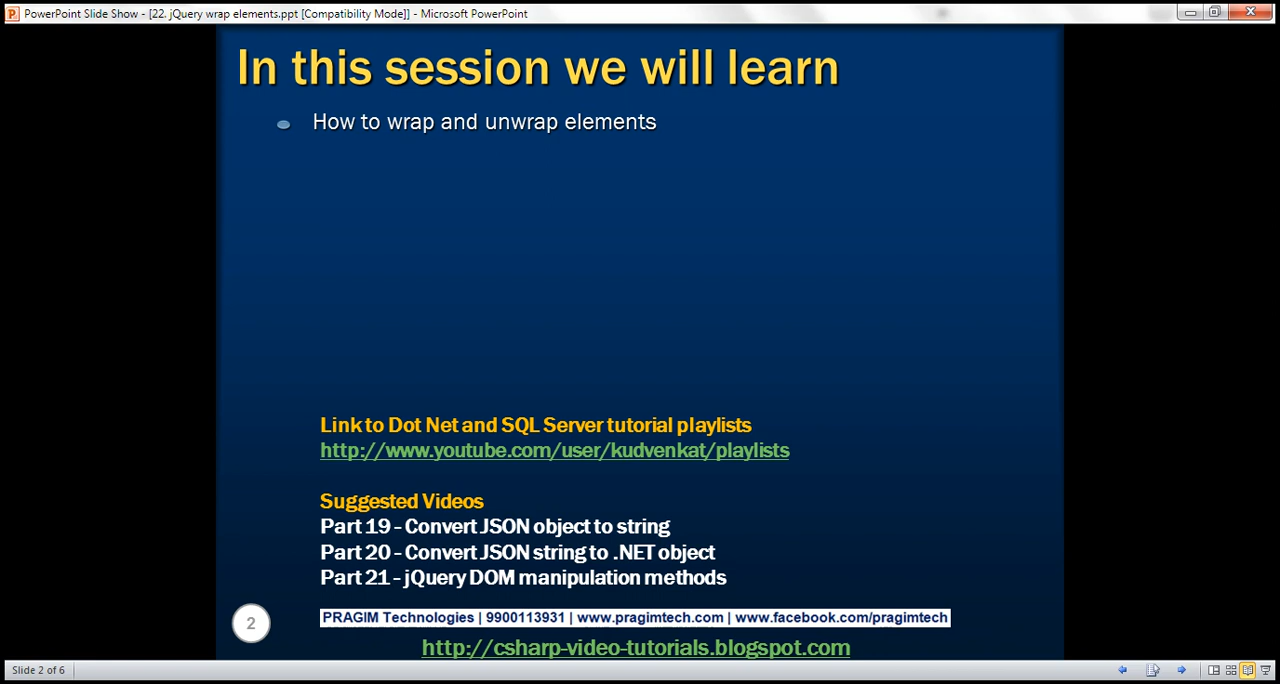 PowerPoint Slide Show - [22. jQuery wrap elements.ppt [Compatibility Mode]] - Microsoft PowerPoint
In this session we will learn
How to wrap and unwrap elements
Link to Dot Net and SQL Server tutorial playlists
http://www.youtube.com/user/kudvenkat/playlists
Suggested Videos
Part 19 - Convert JSON object to string
Part 20 - Convert JSON string to .NET object
Part 21 - jQuery DOM manipulation methods
2
PRAGIM Technologies | 9900113931 | www.pragimtech.com | www.facebook.com/pragimtech
http://csharp-video-tutorials.blogspot.com
Slide 2 of 6